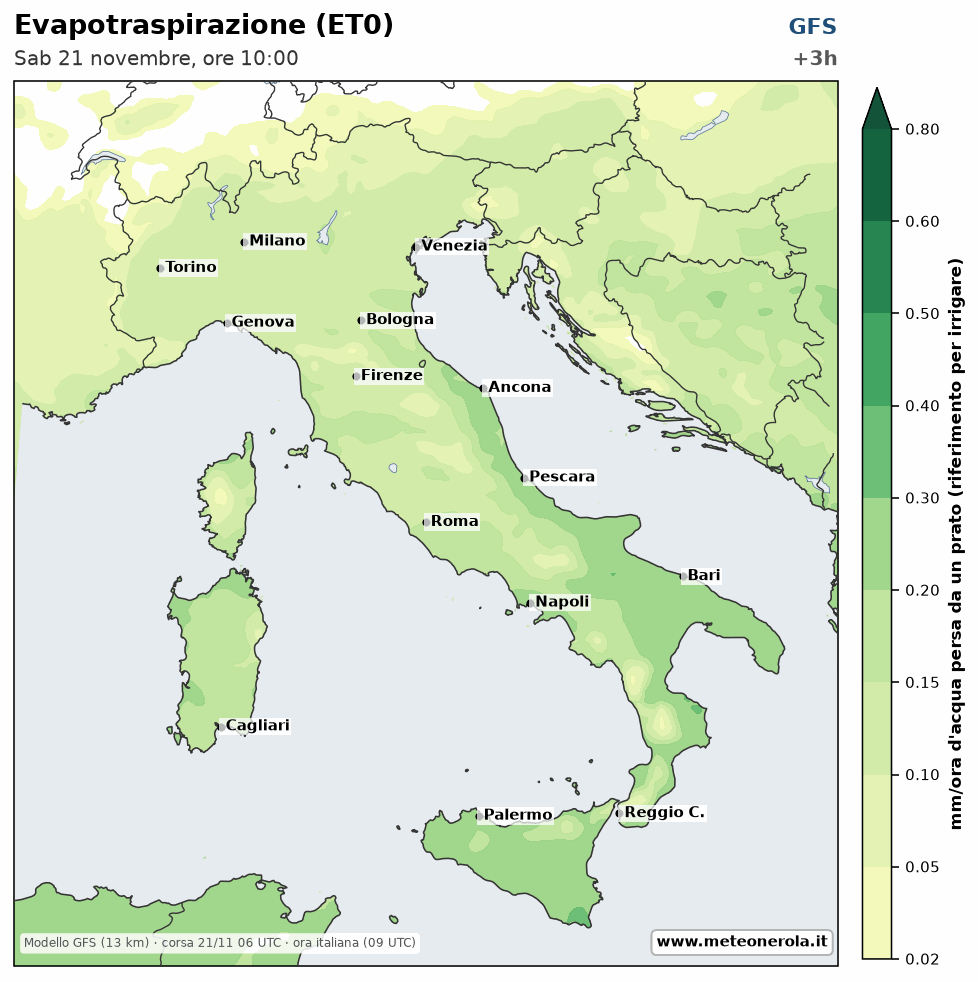 Evapotraspirazione (ET0)
GFS
Sab 21 novembre, ore 10:00
+3h
Milano
Venezia
Torino
Genova
Bologna
Firenze
Ancona
Pescara
Roma
Bari
Napoli
Cagliari
Palermo
Reggio C.
0.80
0.60
0.50
0.40
0.30
0.20
0.15
0.10
0.05
0.02
mm/ora d'acqua persa da un prato (riferimento per irrigare)
Modello GFS (13 km) · corsa 21/11 06 UTC · ora italiana (09 UTC)
www.meteonerola.it